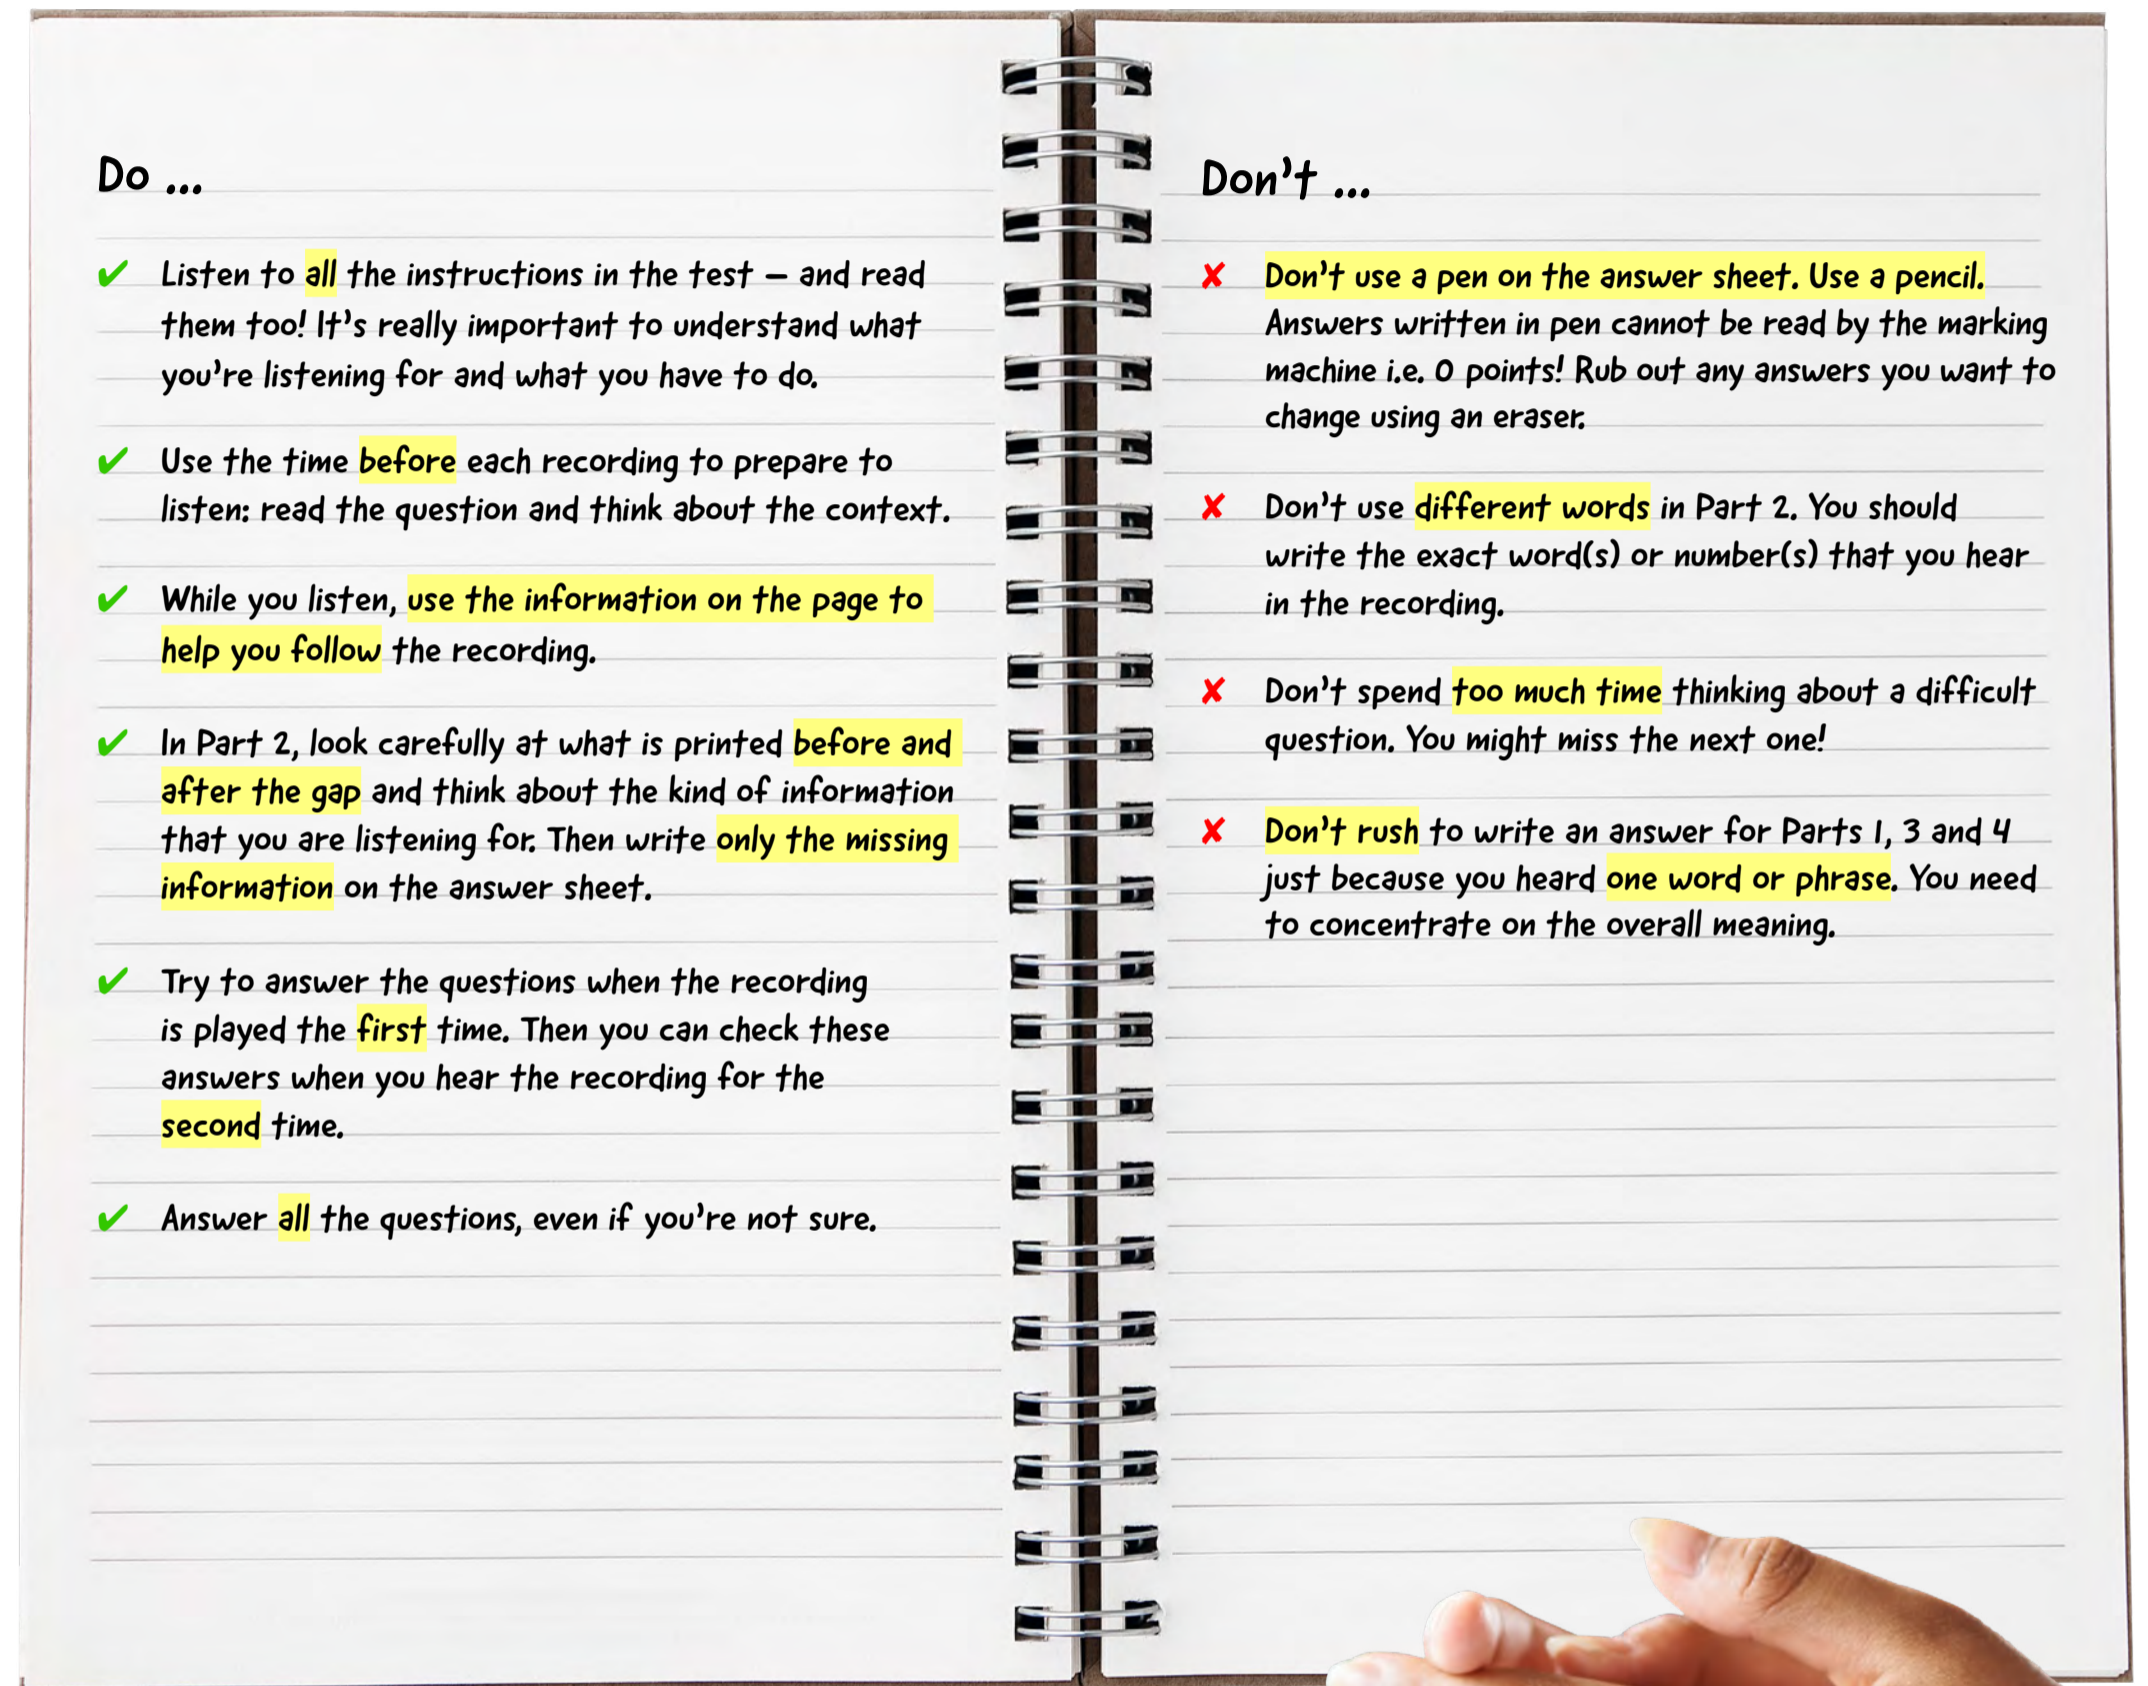 Do ...
✔ Listen to all the instructions in the test – and read
them too! It's really important to understand what
you're listening for and what you have to do.
✔ Use the time before each recording to prepare to
listen: read the question and think about the context.
✔ While you listen, use the information on the page to
help you follow the recording.
✔ In Part 2, look carefully at what is printed before and
after the gap and think about the kind of information
that you are listening for. Then write only the missing
information on the answer sheet.
✔ Try to answer the questions when the recording
is played the first time. Then you can check these
answers when you hear the recording for the
second time.
✔ Answer all the questions, even if you're not sure.
Don't ...
✘ Don't use a pen on the answer sheet. Use a pencil.
Answers written in pen cannot be read by the marking
machine i.e. 0 points! Rub out any answers you want to
change using an eraser.
✘ Don't use different words in Part 2. You should
write the exact word(s) or number(s) that you hear
in the recording.
✘ Don't spend too much time thinking about a difficult
question. You might miss the next one!
✘ Don't rush to write an answer for Parts 1, 3 and 4
just because you heard one word or phrase. You need
to concentrate on the overall meaning.